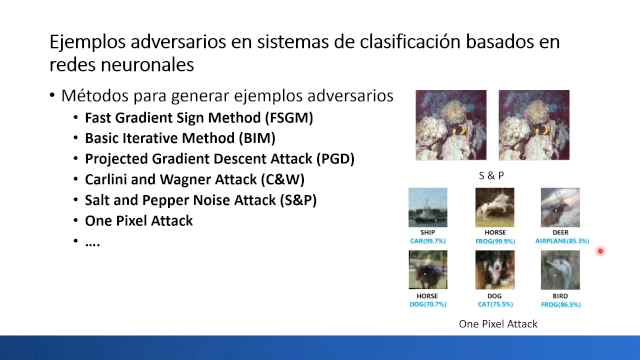 Ejemplos adversarios en sistemas de clasificación basados en
redes neuronales
• Métodos para generar ejemplos adversarios
• Fast Gradient Sign Method (FSGM)
• Basic Iterative Method (BIM)
• Projected Gradient Descent Attack (PGD)
• Carlini and Wagner Attack (C&W)
• Salt and Pepper Noise Attack (S&P)
• One Pixel Attack
• ....
S & P
SHIP HORSE DEER
CAR(99.7%) FROG(99.9%) AIRPLANE(85.3%)
HORSE DOG BIRD
DOG(70.7%) CAT(75.5%) FROG(86.5%)
One Pixel Attack